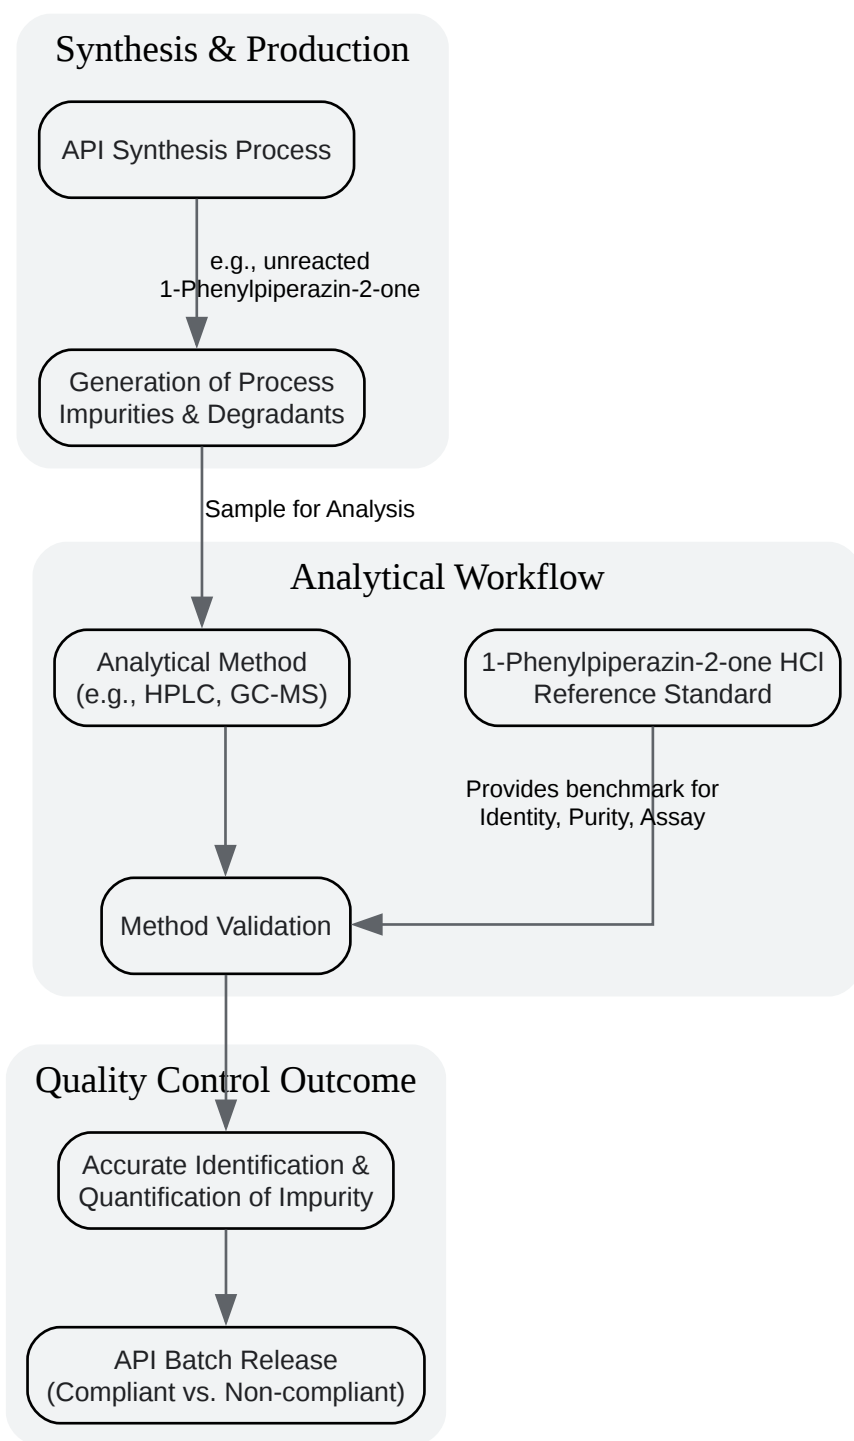 Synthesis & Production
API Synthesis Process
e.g., unreacted
1-Phenylpiperazin-2-one
Generation of Process
Impurities & Degradants
Sample for Analysis
Analytical Workflow
Analytical Method
(e.g., HPLC, GC-MS)
1-Phenylpiperazin-2-one HCl
Reference Standard
Provides benchmark for
Identity, Purity, Assay
Method Validation
Quality Control Outcome
Accurate Identification &
Quantification of Impurity
API Batch Release
(Compliant vs. Non-compliant)